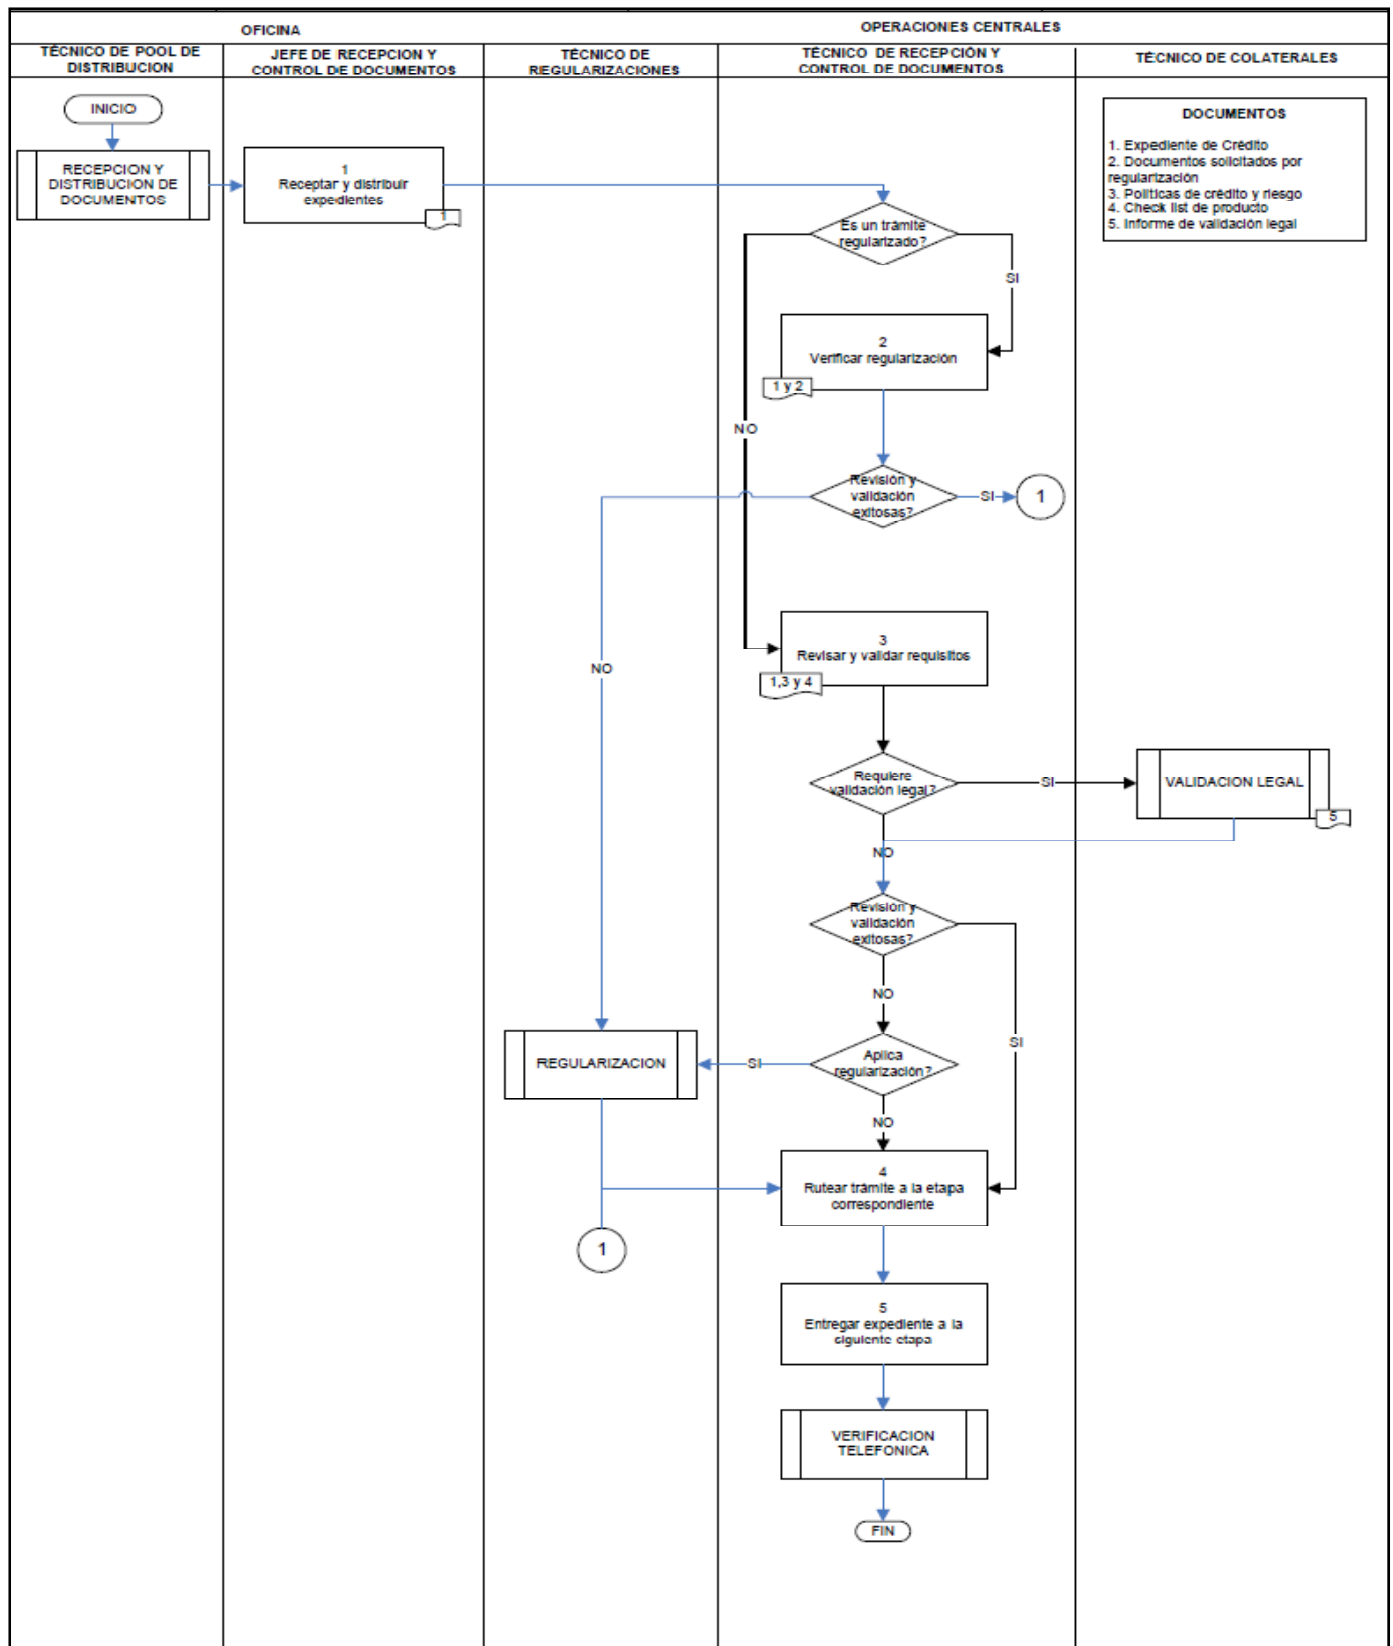 OFICINA
OPERACIONES CENTRALES
TÉCNICO DE POOL DE
DISTRIBUCION
JEFE DE RECEPCION Y
CONTROL DE DOCUMENTOS
TÉCNICO DE
REGULARIZACIONES
TÉCNICO DE RECEPCIÓN Y
CONTROL DE DOCUMENTOS
TÉCNICO DE COLATERALES
INICIO
RECEPCION Y
DISTRIBUCION DE
DOCUMENTOS
1
Receptar y distribuir
expedientes
1
DOCUMENTOS
1. Expediente de Crédito
2. Documentos solicitados por
regularización
3. Políticas de crédito y riesgo
4. Check list de producto
5. Informe de validación legal
Es un trámite
regularizado?
SI
2
Verificar regularización
1 y 2
NO
Revisión y
validación
exitosas?
SI
1
NO
3
Revisar y validar requisitos
1,3 y 4
Requiere
validación legal?
SI
VALIDACION LEGAL
5
NO
Revisión y
validación
exitosas?
NO
SI
Aplica
regularización?
SI
REGULARIZACION
NO
4
Rutear trámite a la etapa
correspondiente
1
5
Entregar expediente a la
siguiente etapa
VERIFICACION
TELEFONICA
FIN